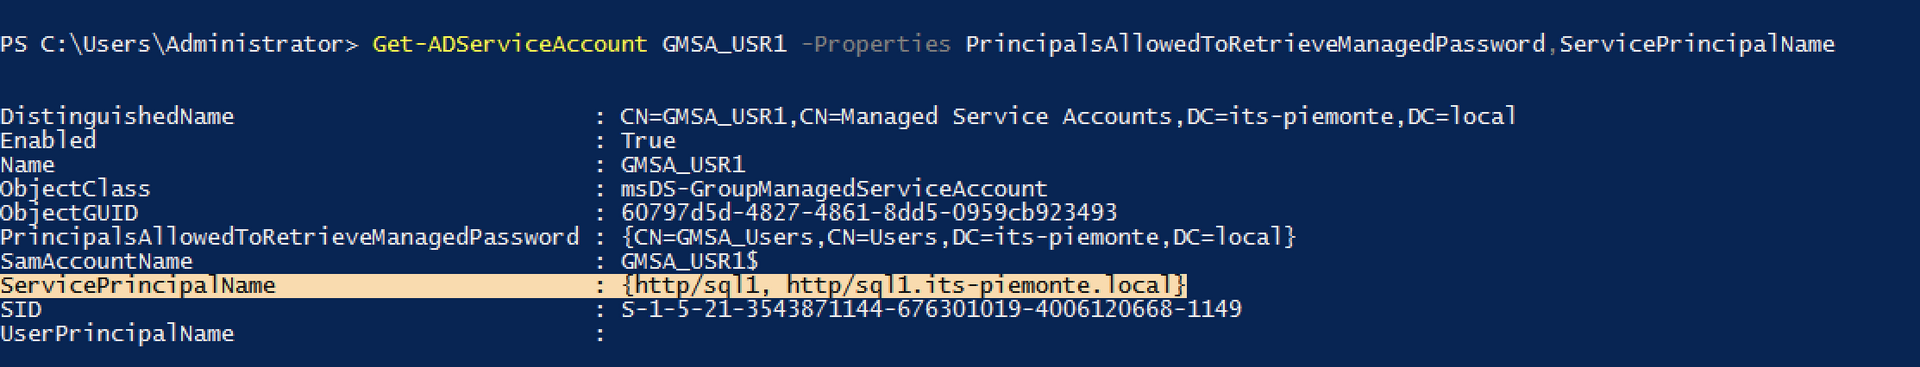 PS C:\Users\Administrator> Get-ADServiceAccount GMSA_USR1 -Properties PrincipalsAllowedToRetrieveManagedPassword,ServicePrincipalName
DistinguishedName : CN=GMSA_USR1,CN=Managed Service Accounts,DC=its-piemonte,DC=local
Enabled : True
Name : GMSA_USR1
ObjectClass : msDS-GroupManagedServiceAccount
ObjectGUID : 60797d5d-4827-4861-8dd5-0959cb923493
PrincipalsAllowedToRetrieveManagedPassword : {CN=GMSA_Users,CN=Users,DC=its-piemonte,DC=local}
SamAccountName : GMSA_USR1$
ServicePrincipalName : {http/sql1, http/sql1.its-piemonte.local}
SID : S-1-5-21-3543871144-676301019-4006120668-1149
UserPrincipalName :